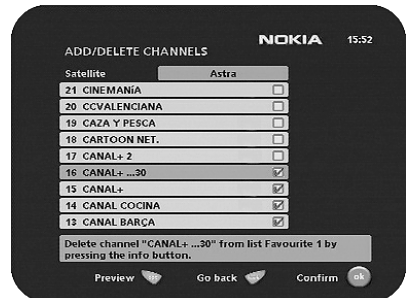 NOKIA 15:52
ADD/DELETE CHANNELS
Satellite Astra
21 CINEMANÍA
20 CCVALENCIANA
19 CAZA Y PESCA
18 CARTOON NET.
17 CANAL+ 2
16 CANAL+ ...30
15 CANAL+
14 CANAL COCINA
13 CANAL BARÇA
Delete channel "CANAL+ ...30" from list Favourite 1 by
pressing the info button.
Preview Go back Confirm ok